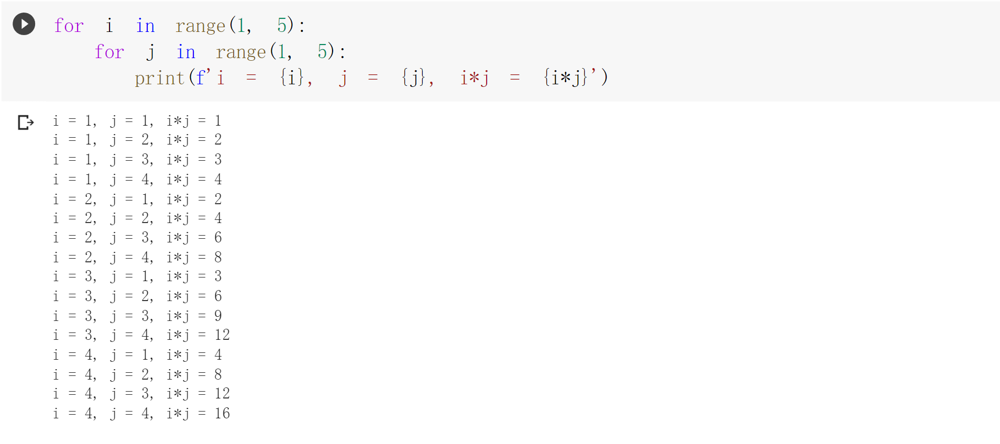 for i in range(1, 5):
    for j in range(1, 5):
        print(f'i = {i}, j = {j}, i*j = {i*j}')
i = 1, j = 1, i*j = 1
i = 1, j = 2, i*j = 2
i = 1, j = 3, i*j = 3
i = 1, j = 4, i*j = 4
i = 2, j = 1, i*j = 2
i = 2, j = 2, i*j = 4
i = 2, j = 3, i*j = 6
i = 2, j = 4, i*j = 8
i = 3, j = 1, i*j = 3
i = 3, j = 2, i*j = 6
i = 3, j = 3, i*j = 9
i = 3, j = 4, i*j = 12
i = 4, j = 1, i*j = 4
i = 4, j = 2, i*j = 8
i = 4, j = 3, i*j = 12
i = 4, j = 4, i*j = 16